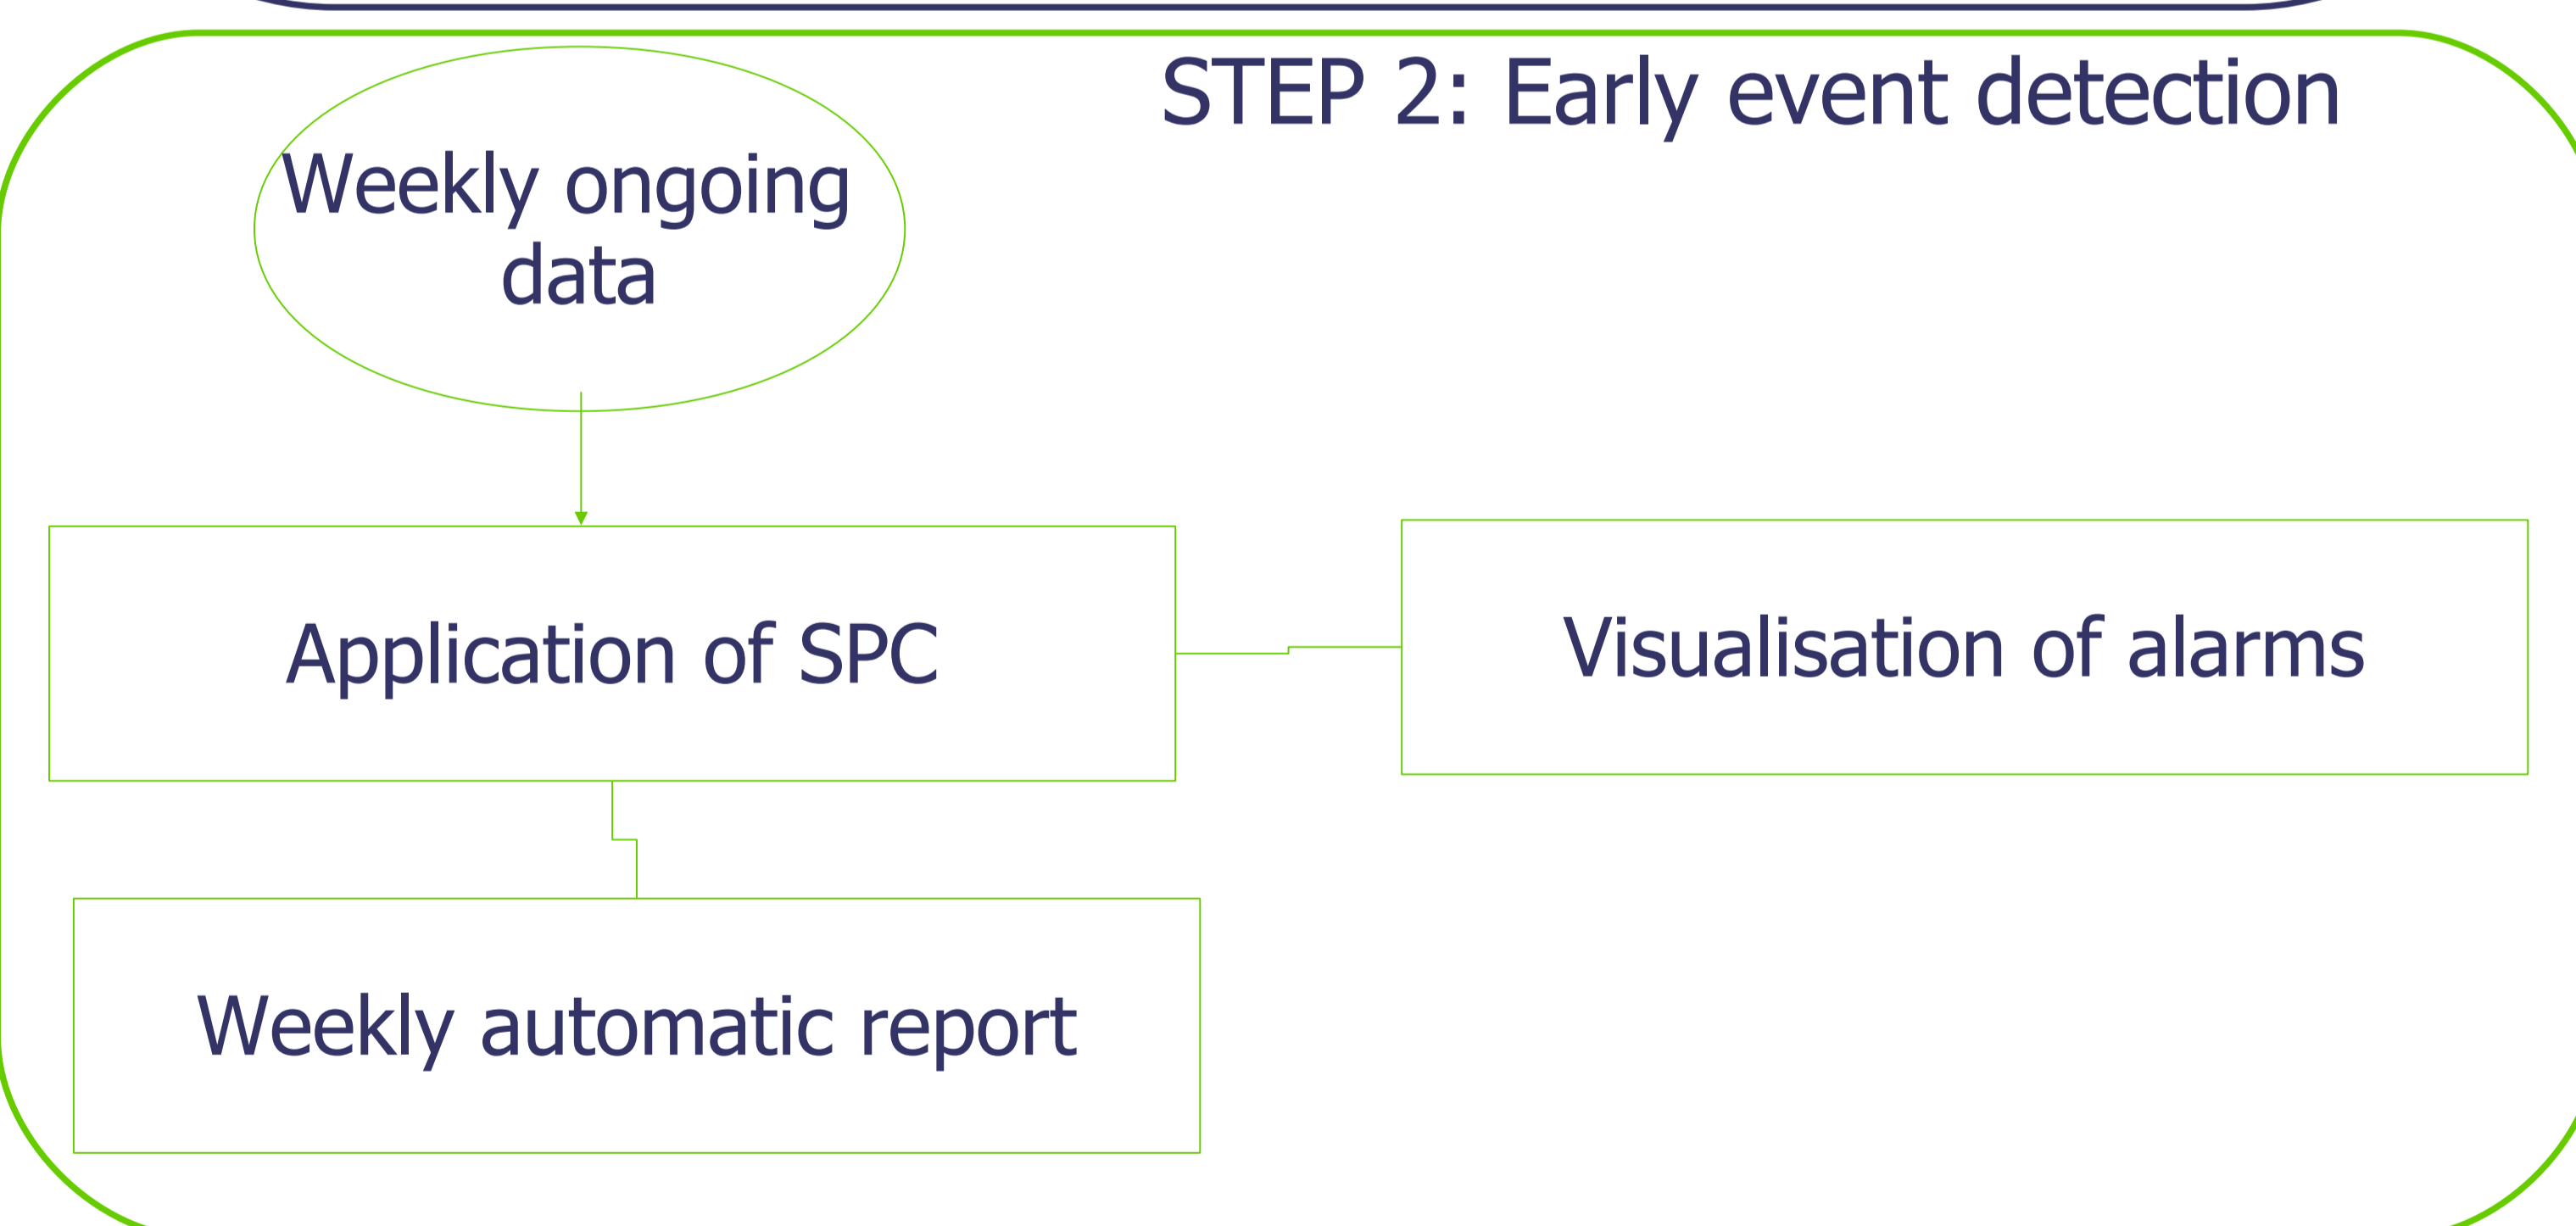 STEP 2: Early event detection
Weekly ongoing
data
Application of SPC
Visualisation of alarms
Weekly automatic report